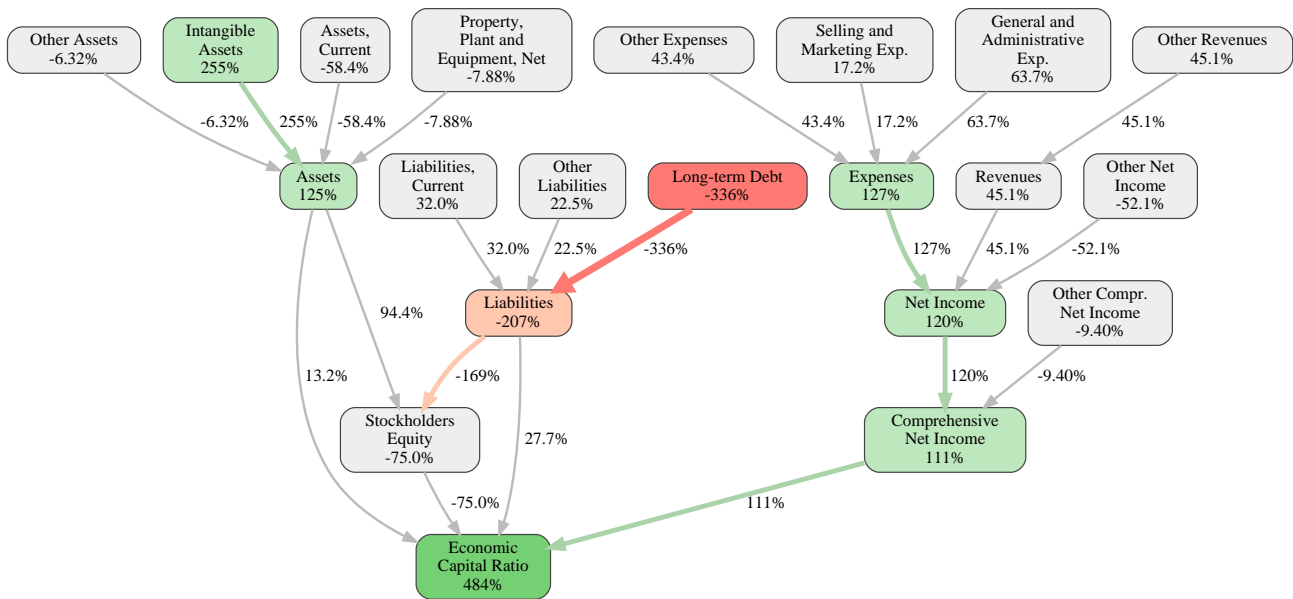 Other Assets
-6.32%
Intangible
Assets
255%
Assets,
Current
-58.4%
Property,
Plant and
Equipment, Net
-7.88%
Other Expenses
43.4%
Selling and
Marketing Exp.
17.2%
General and
Administrative
Exp.
63.7%
Other Revenues
45.1%
-6.32%
255%
-58.4%
-7.88%
43.4%
17.2%
63.7%
45.1%
Assets
125%
Liabilities,
Current
32.0%
Other
Liabilities
22.5%
Long-term Debt
-336%
Expenses
127%
Revenues
45.1%
Other Net
Income
-52.1%
32.0%
22.5%
-336%
127%
45.1%
-52.1%
Liabilities
-207%
Net Income
120%
Other Compr.
Net Income
-9.40%
94.4%
13.2%
-169%
120%
-9.40%
Stockholders
Equity
-75.0%
27.7%
Comprehensive
Net Income
111%
-75.0%
111%
Economic
Capital Ratio
484%